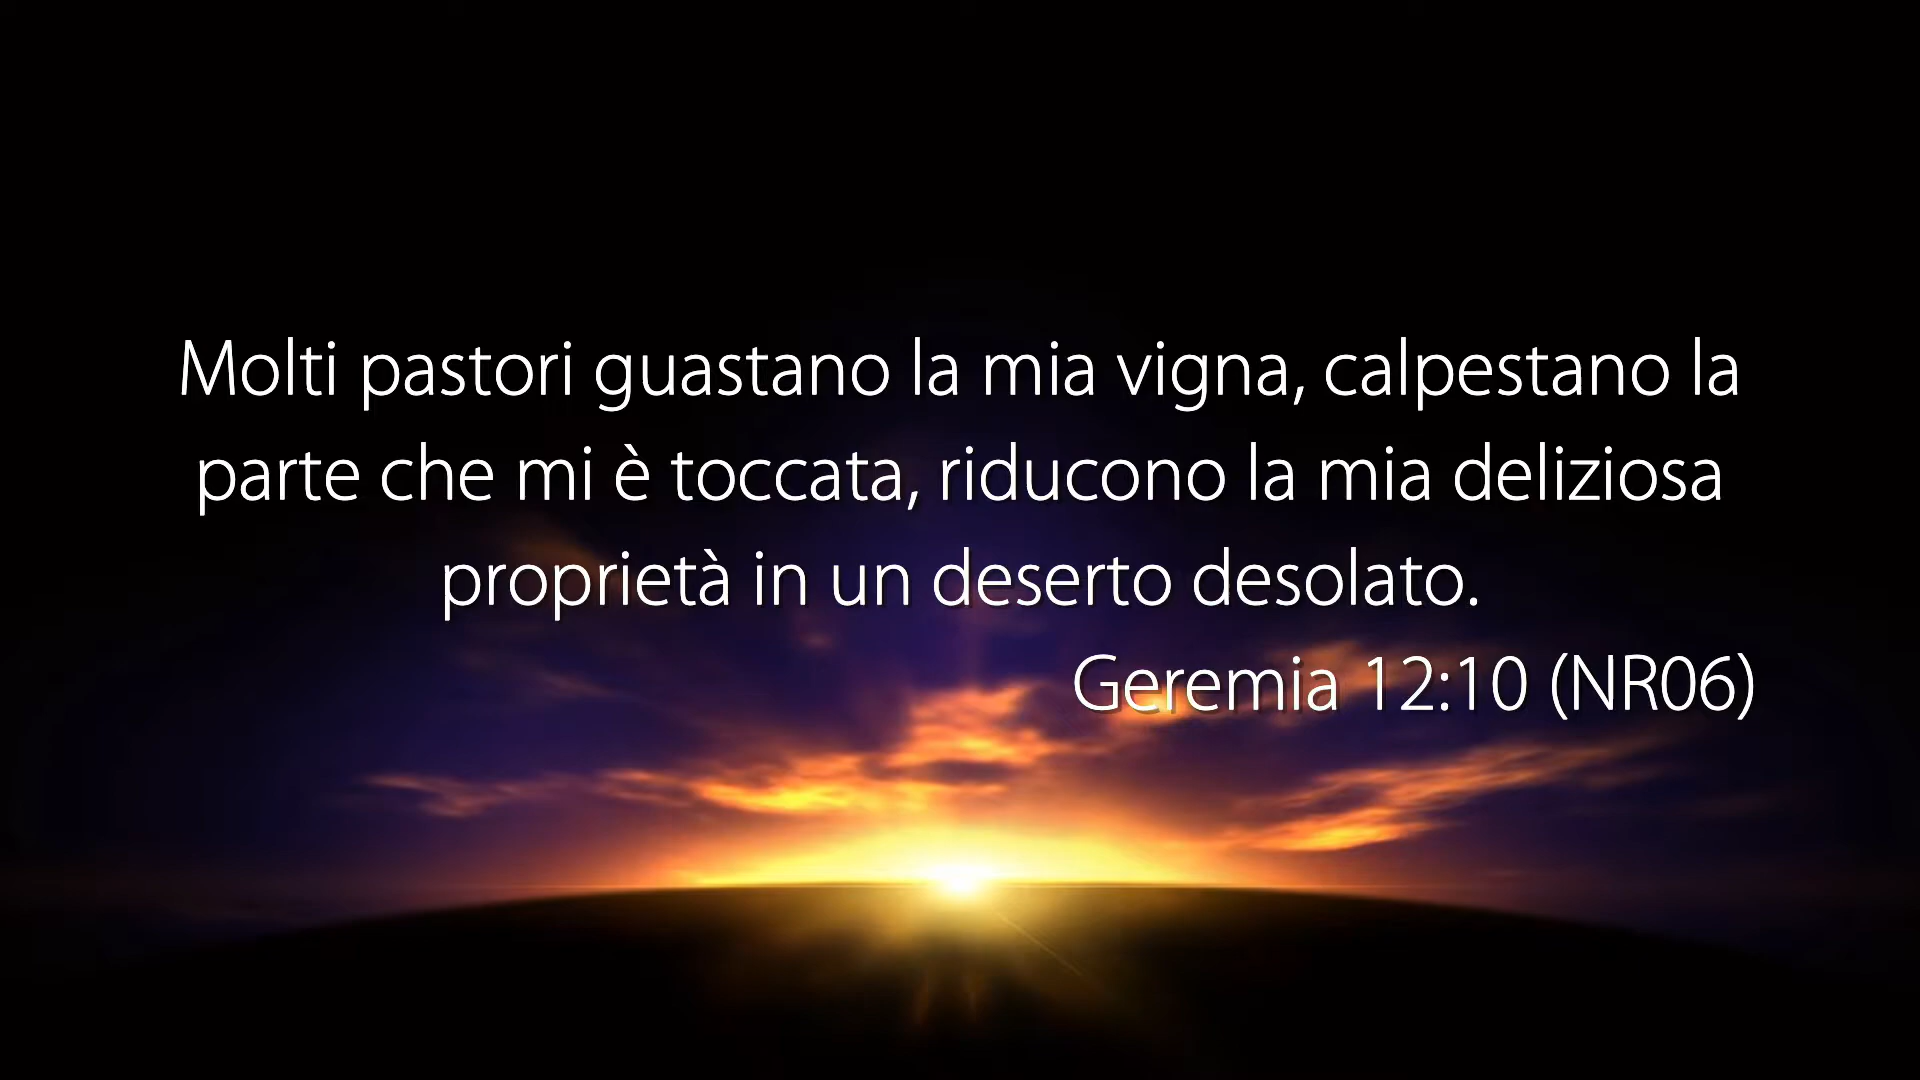 Molti pastori guastano la mia vigna, calpestano la
parte che mi è toccata, riducono la mia deliziosa
proprietà in un deserto desolato.
Geremia 12:10 (NR06)